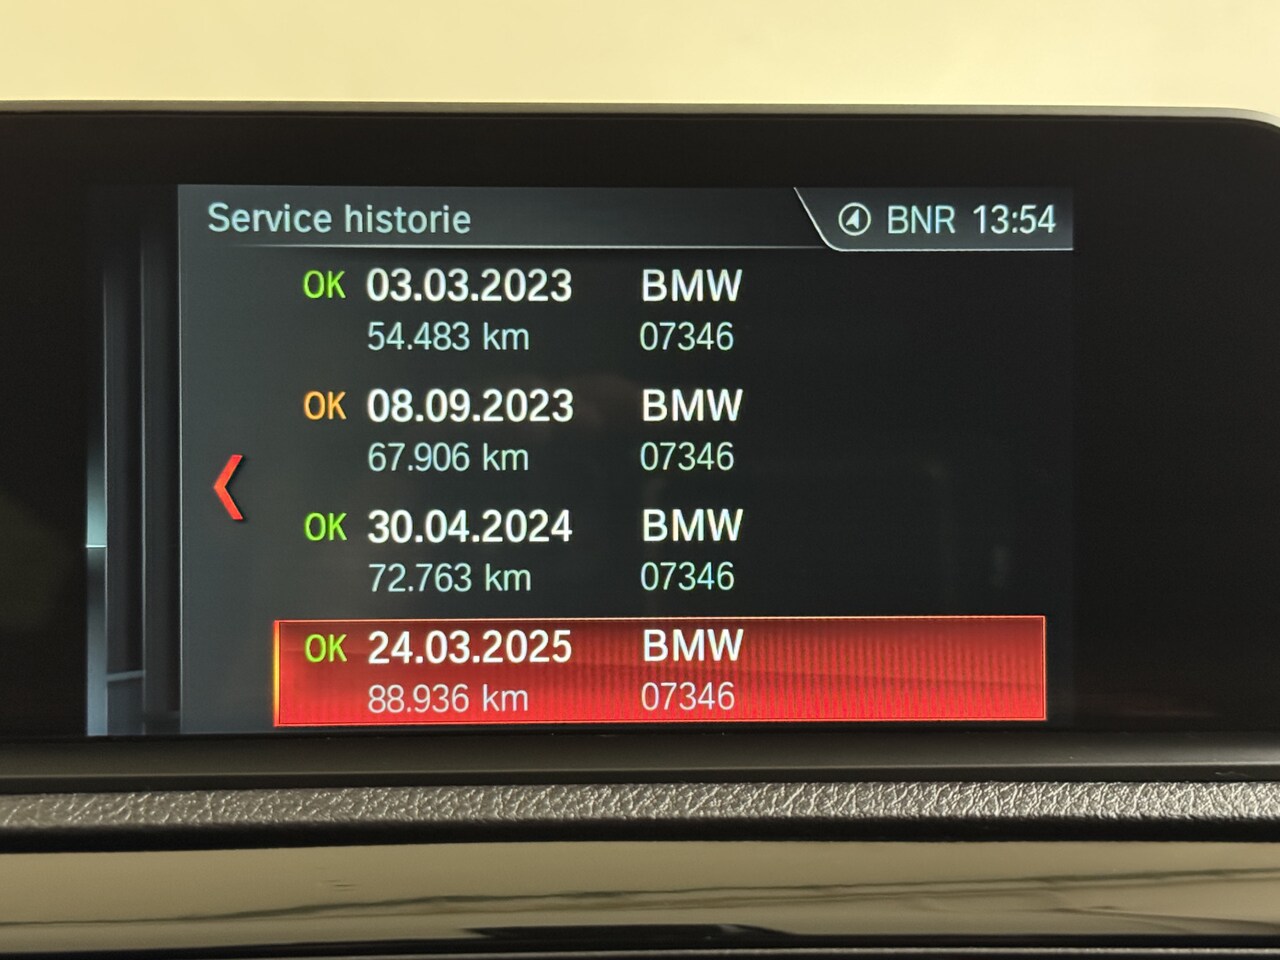 Service historie BNR 13:54
OK 03.03.2023 BMW
54.483 km 07346
OK 08.09.2023 BMW
67.906 km 07346
OK 30.04.2024 BMW
72.763 km 07346
OK 24.03.2025 BMW
88.936 km 07346